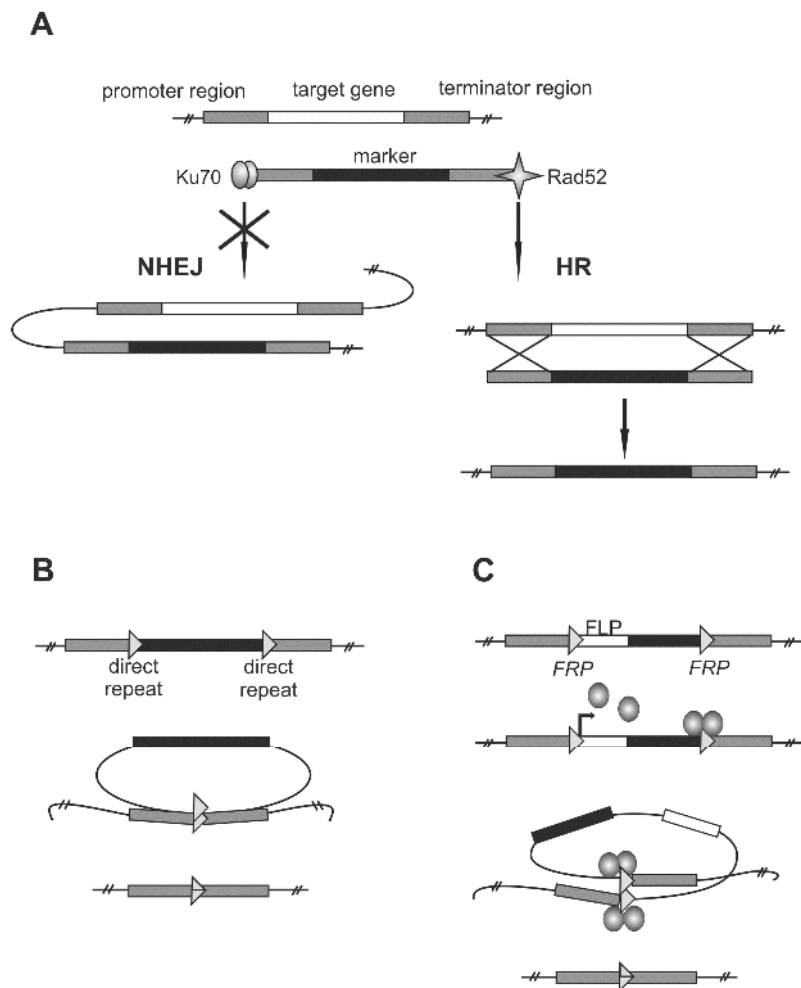 A
promoter region target gene terminator region
marker
Ku70 Rad52
NHEJ HR
B C
FLP
direct repeat direct repeat
FRP FRP